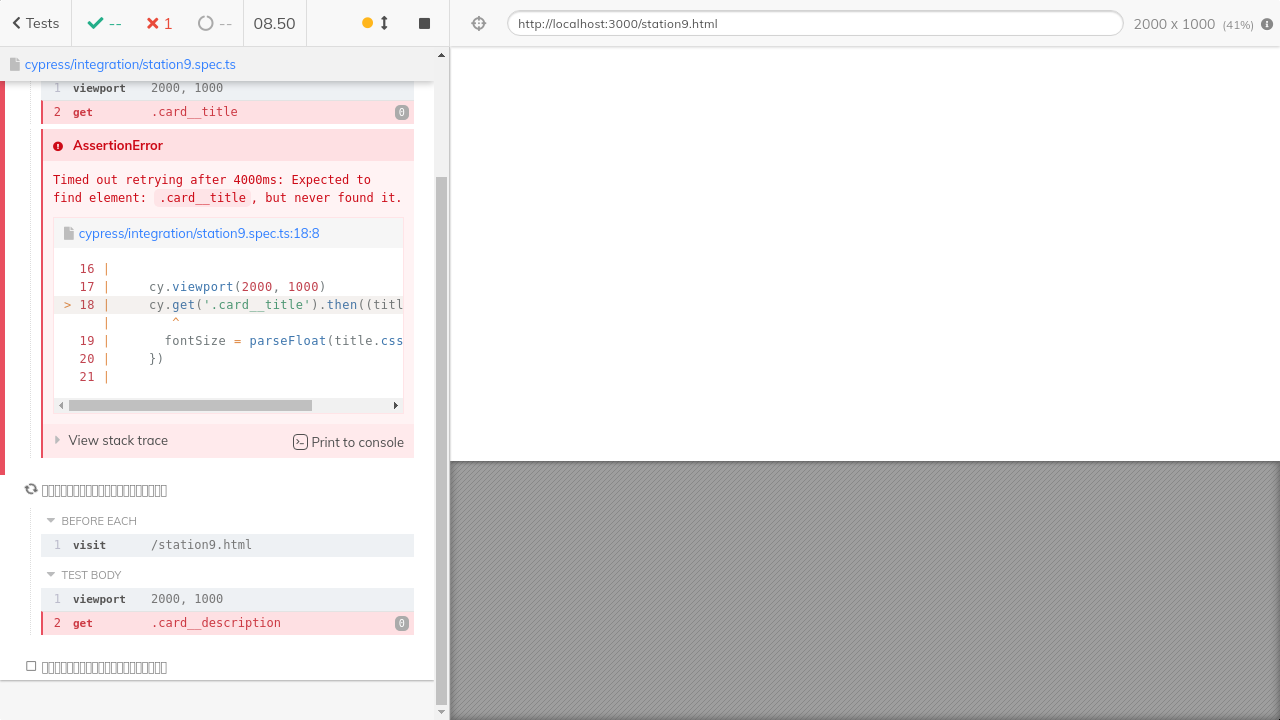 Tests
--
1
--
08.50
http://localhost:3000/station9.html
2000 x 1000 (41%)
cypress/integration/station9.spec.ts
1 viewport 2000, 1000
2 get .card__title 0
AssertionError
Timed out retrying after 4000ms: Expected to
find element: .card__title, but never found it.
cypress/integration/station9.spec.ts:18:8
16 |
17 | cy.viewport(2000, 1000)
> 18 | cy.get('.card__title').then((titl
| ^
19 | fontSize = parseFloat(title.css
20 | })
21 |
View stack trace
Print to console
BEFORE EACH
1 visit /station9.html
TEST BODY
1 viewport 2000, 1000
2 get .card__description 0